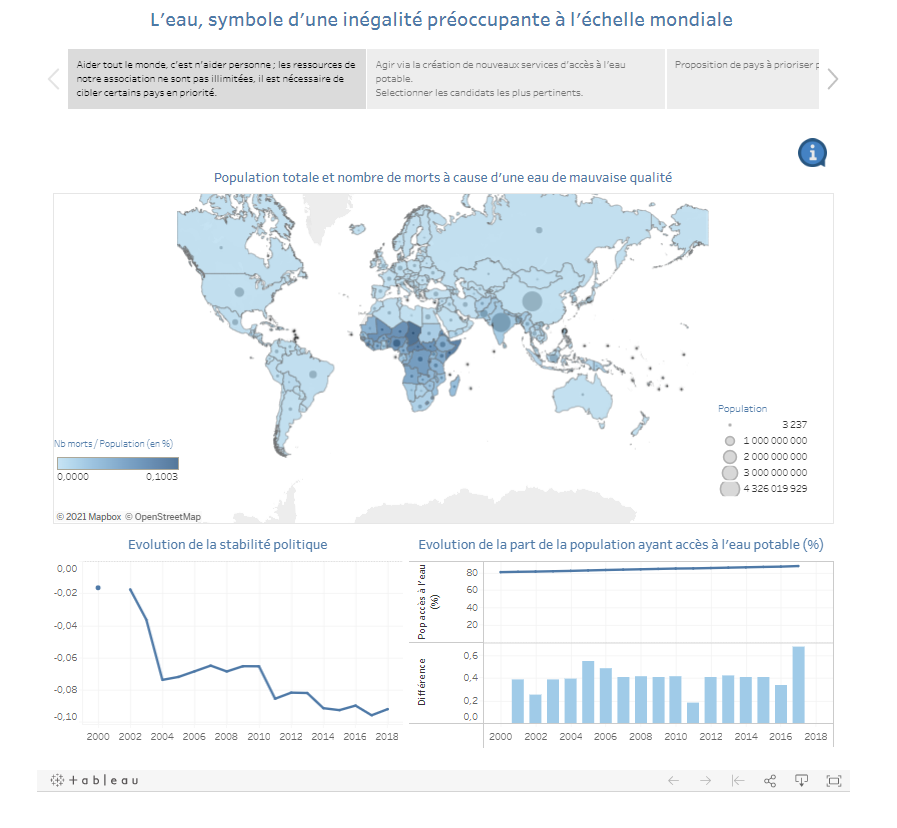 L'eau, symbole d'une inégalité préoccupante à l'échelle mondiale
Aider tout le monde, c'est n'aider personne ; les ressources de
notre association ne sont pas illimitées, il est nécessaire de
cibler certains pays en priorité.
Agir via la création de nouveaux services d'accès à l'eau
potable.
Selectionner les candidats les plus pertinents.
Proposition de pays à prioriser
i
Population totale et nombre de morts à cause d'une eau de mauvaise qualité
Population
3 237
1 000 000 000
2 000 000 000
3 000 000 000
4 326 019 929
Nb morts / Population (en %)
0,0000 0,1003
© 2021 Mapbox © OpenStreetMap
Evolution de la stabilité politique
0,00
-0,02
-0,04
-0,06
-0,08
-0,10
2000 2002 2004 2006 2008 2010 2012 2014 2016 2018
Evolution de la part de la population ayant accès à l'eau potable (%)
Pop accès à l'eau
(%)
80
60
40
20
Différence
0,6
0,4
0,2
0,0
2000 2002 2004 2006 2008 2010 2012 2014 2016 2018
+ a b l e a u